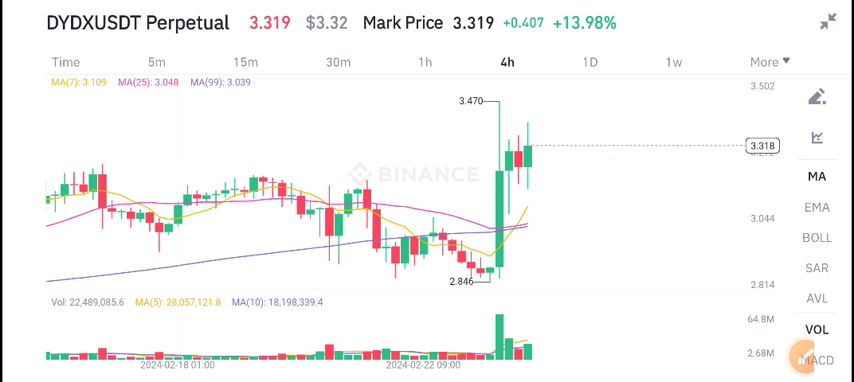 DYDXUSDT Perpetual 3.319 $3.32 Mark Price 3.319 +0.407 +13.98%
Time 5m 15m 30m 1h 4h 1D 1w More
MA(7): 3.109 MA(25): 3.048 MA(99): 3.039
3.502
3.470
3.318
BINANCE
MA
EMA
3.044
BOLL
SAR
2.846
2.814
AVL
Vol: 22,489,085.6 MA(5): 28,057,121.8 MA(10): 18,198,339.4
64.8M
VOL
2.68M
MACD
2024-02-18 01:00 2024-02-22 09:00